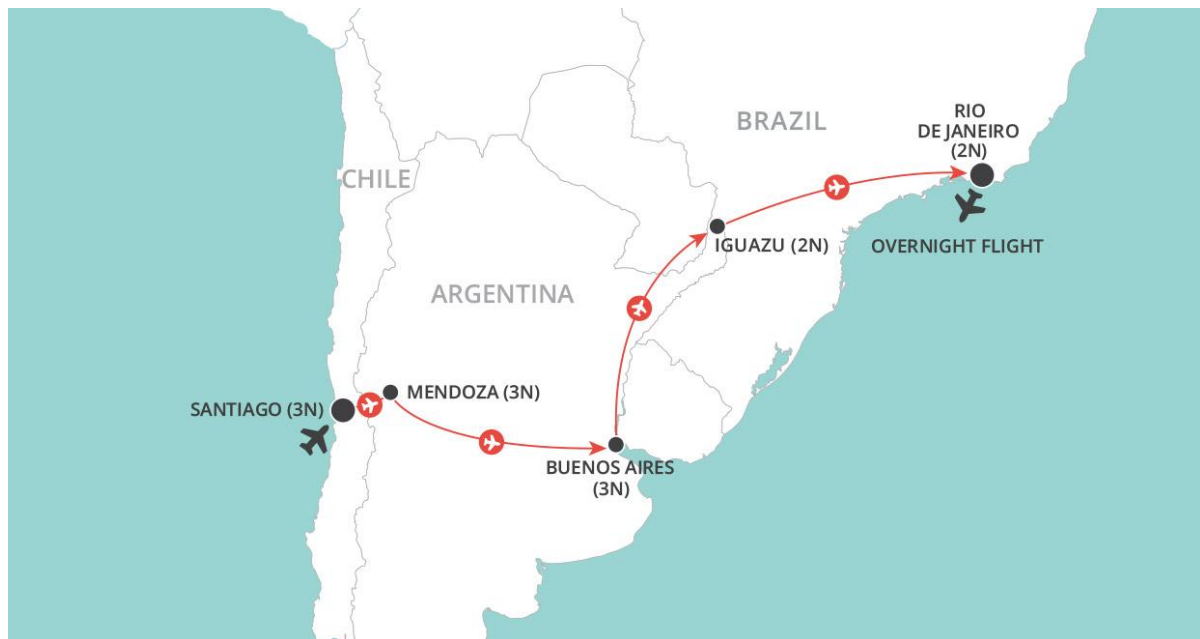 BRAZIL
RIO
DE JANEIRO
(2N)
CHILE
OVERNIGHT FLIGHT
IGUAZU (2N)
ARGENTINA
MENDOZA (3N)
SANTIAGO (3N)
BUENOS AIRES
(3N)